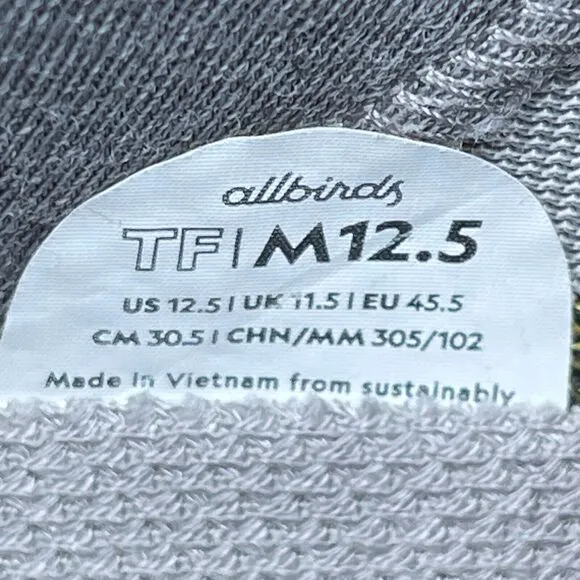 allbirds
TF | M12.5
US 12.5 | UK 11.5 | EU 45.5
CM 30.5 | CHN/MM 305/102
Made in Vietnam from sustainably